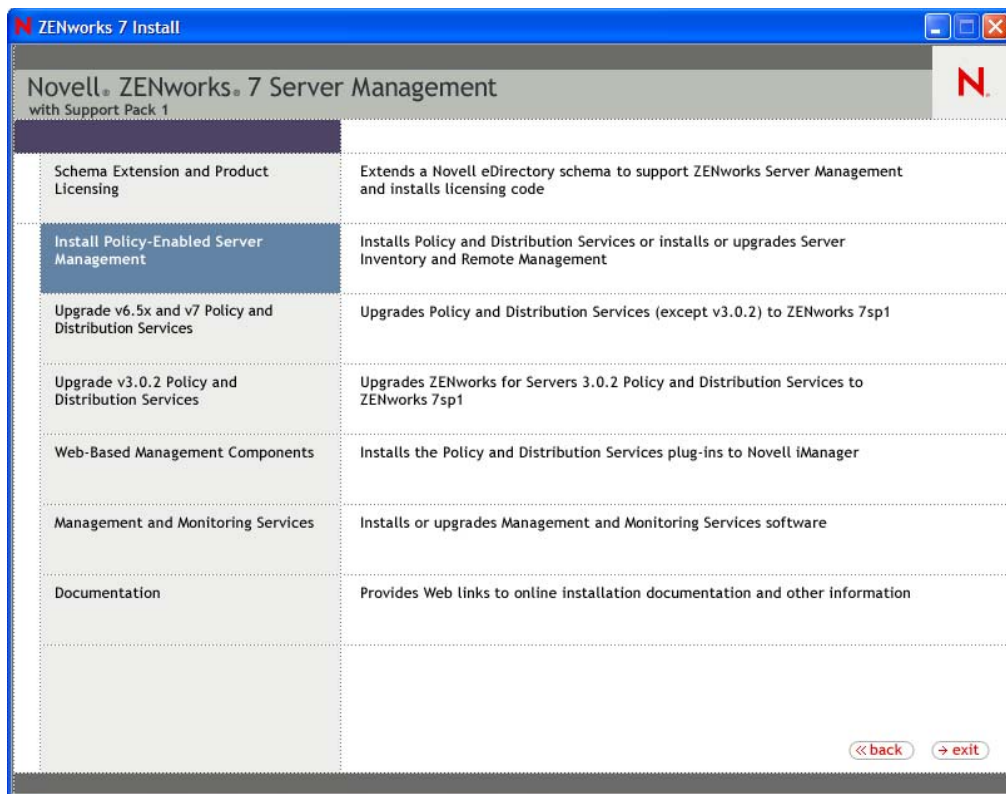 N ZENworks 7 Install
Novell® ZENworks® 7 Server Management
with Support Pack 1
N.
Schema Extension and Product
Licensing
Extends a Novell eDirectory schema to support ZENworks Server Management
and installs licensing code
Install Policy-Enabled Server
Management
Installs Policy and Distribution Services or installs or upgrades Server
Inventory and Remote Management
Upgrade v6.5x and v7 Policy and
Distribution Services
Upgrades Policy and Distribution Services (except v3.0.2) to ZENworks 7sp1
Upgrade v3.0.2 Policy and
Distribution Services
Upgrades ZENworks for Servers 3.0.2 Policy and Distribution Services to
ZENworks 7sp1
Web-Based Management Components
Installs the Policy and Distribution Services plug-ins to Novell iManager
Management and Monitoring Services
Installs or upgrades Management and Monitoring Services software
Documentation
Provides Web links to online installation documentation and other information
« back
→ exit